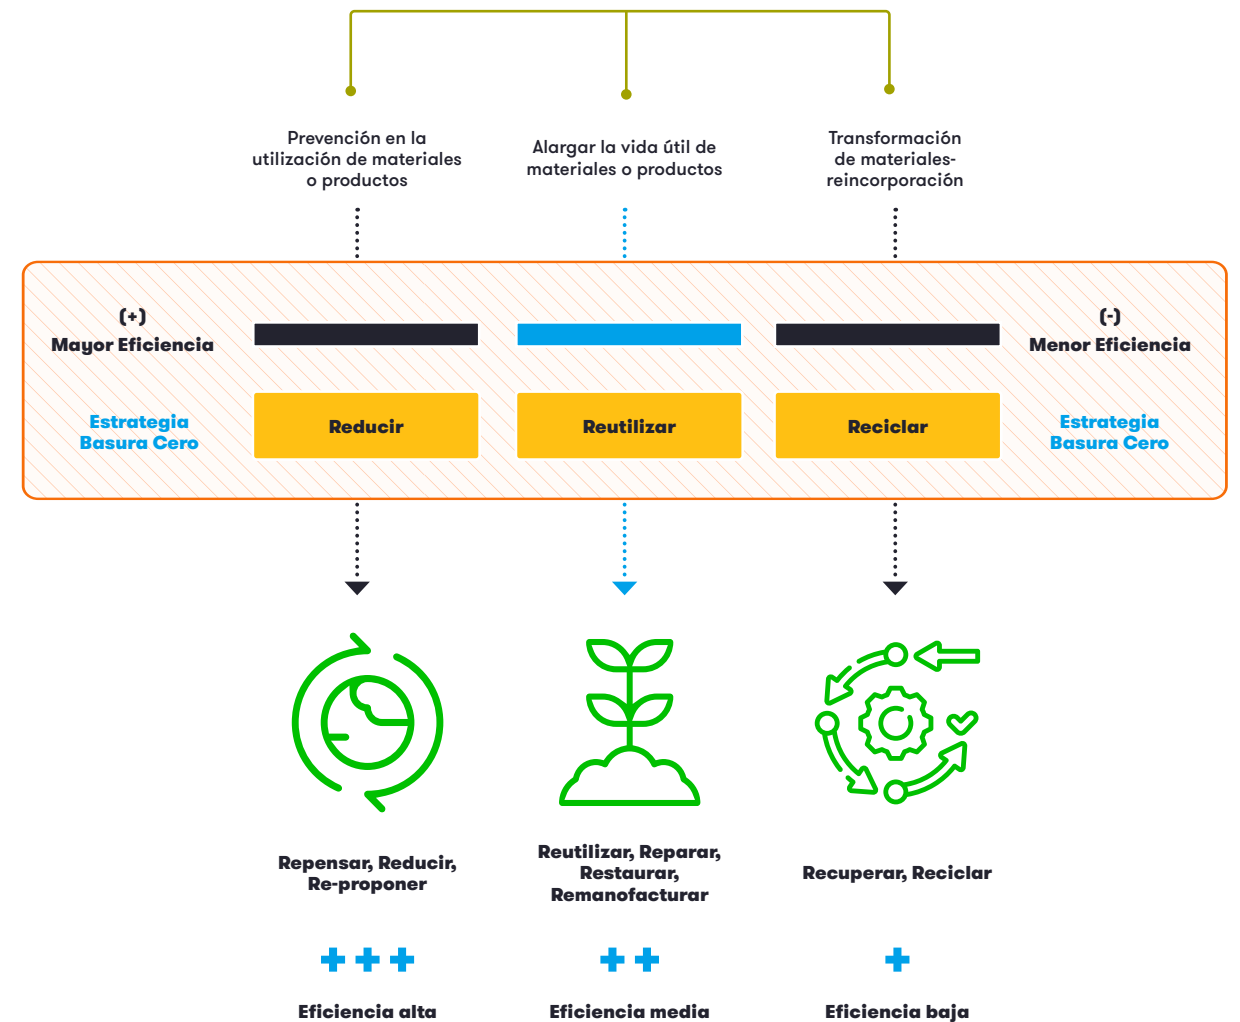 Prevención en la
utilización de materiales
o productos
Alargar la vida útil de
materiales o productos
Transformación
de materiales-
reincorporación
(+)
Mayor Eficiencia
(-)
Menor Eficiencia
Estrategia
Basura Cero
Reducir
Reutilizar
Reciclar
Estrategia
Basura Cero
Repensar, Reducir,
Re-proponer
Reutilizar, Reparar,
Restaurar,
Remanofacturar
Recuperar, Reciclar
Eficiencia alta
Eficiencia media
Eficiencia baja